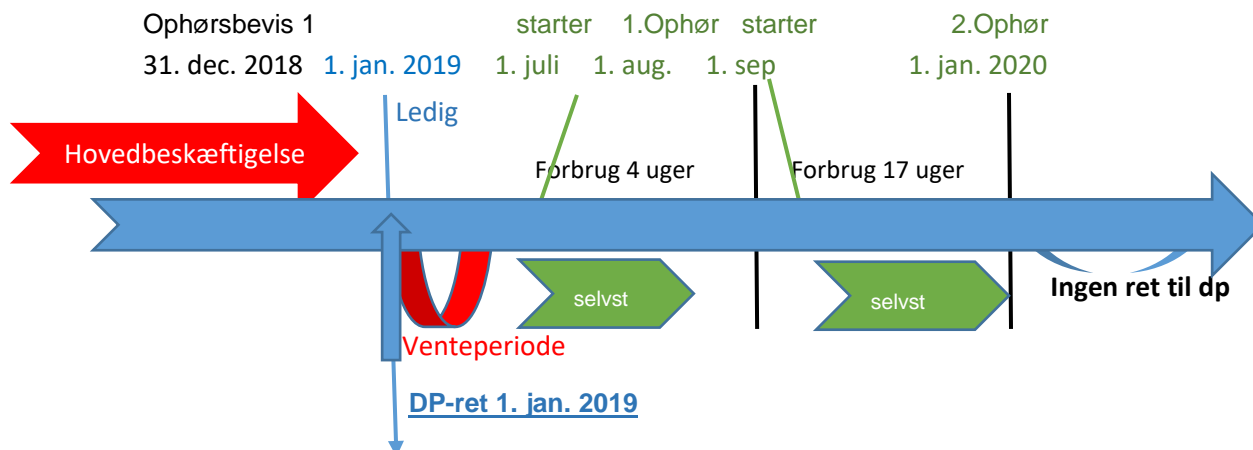 Ophørsbevis 1 starter 1.Ophør starter 2.Ophør
31. dec. 2018 1. jan. 2019 1. juli 1. aug. 1. sep 1. jan. 2020
Ledig
Hovedbeskæftigelse
Forbrug 4 uger Forbrug 17 uger
selvst selvst
Ingen ret til dp
Venteperiode
DP-ret 1. jan. 2019